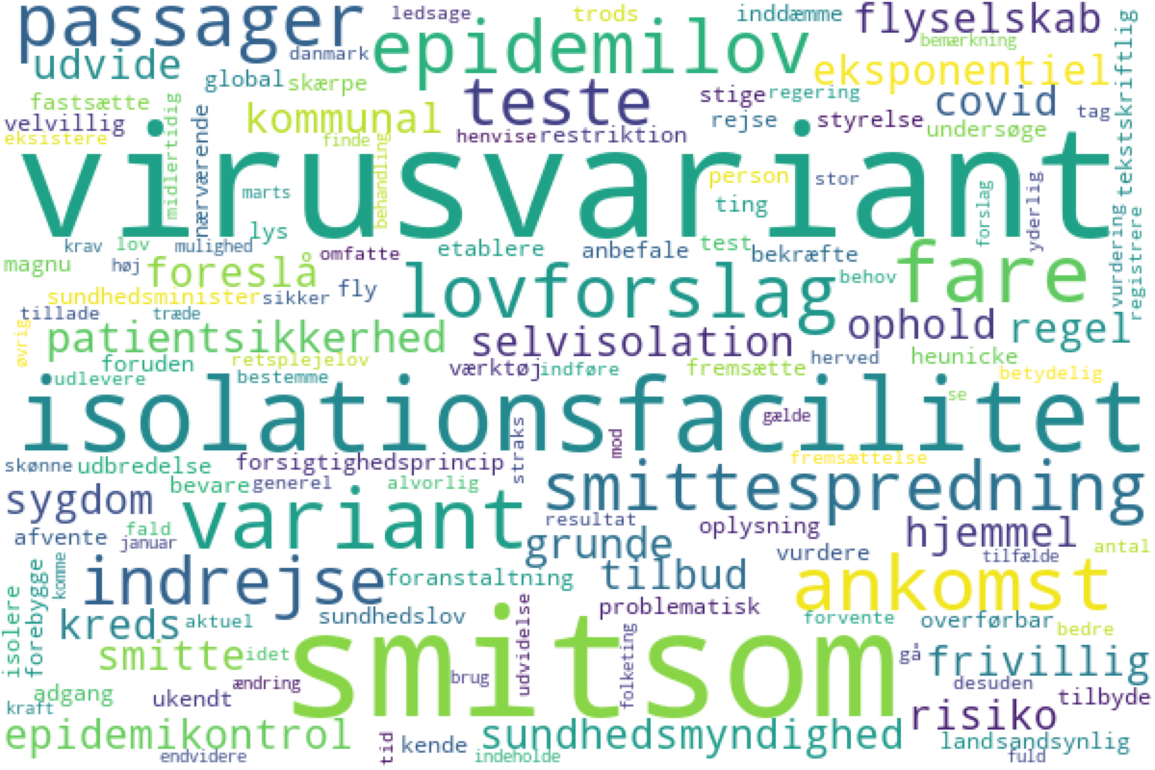 passager
ledsage
trods
inddæmme
flyselskab
danmark
epidemilov
bemærkning
udvide
global
skærpe
eksponentiel
tekstskriftlig
fastsætte
midlertidig
nærværende
kommunal
teste
stige
regering
covid
tag
velvillig
henvise
restriktion
rejse
styrelse
undersøge
eksistere
finde
behandling
virusvariant
marts
person
stor
ting
forslag
yderlig
vurdering
registrere
lys
krav
lov
mulighed
omfatte
etablere
anbefale
test
bekræfte
magnu
høj
foreslå
lovforslag
behov
fare
sundhedsminister
sikker
fly
tillade
træde
øvrig
patientsikkerhed
selvisolation
ophold
regel
foruden
retsplejelov
værktøj
indføre
fremsætte
herved
heunicke
udlevere
bestemme
betydelig
isolationsfacilitet
se
gælde
straks
mod
skønne
udbredelse
forsigtighedsprincip
fremsættelse
sygdom
bevare
generel
alvorlig
smittespredning
variant
resultat
oplysning
hjemmel
afvente
fald
januar
grunde
vurdere
tilfælde
antal
komme
forebygge
isolere
indrejse
foranstaltning
tilbud
ankomst
kreds
aktuel
sundhedslov
udvidelse
problematisk
forvente
overførbar
bedre
smitsom
smitte
idet
folketing
gå
frivillig
adgang
ukendt
ændring
brug
desuden
tilbyde
kraft
risiko
epidemikontrol
tid
kende
sundhedsmyndighed
landsandsynlig
endvidere
indeholde
fuld